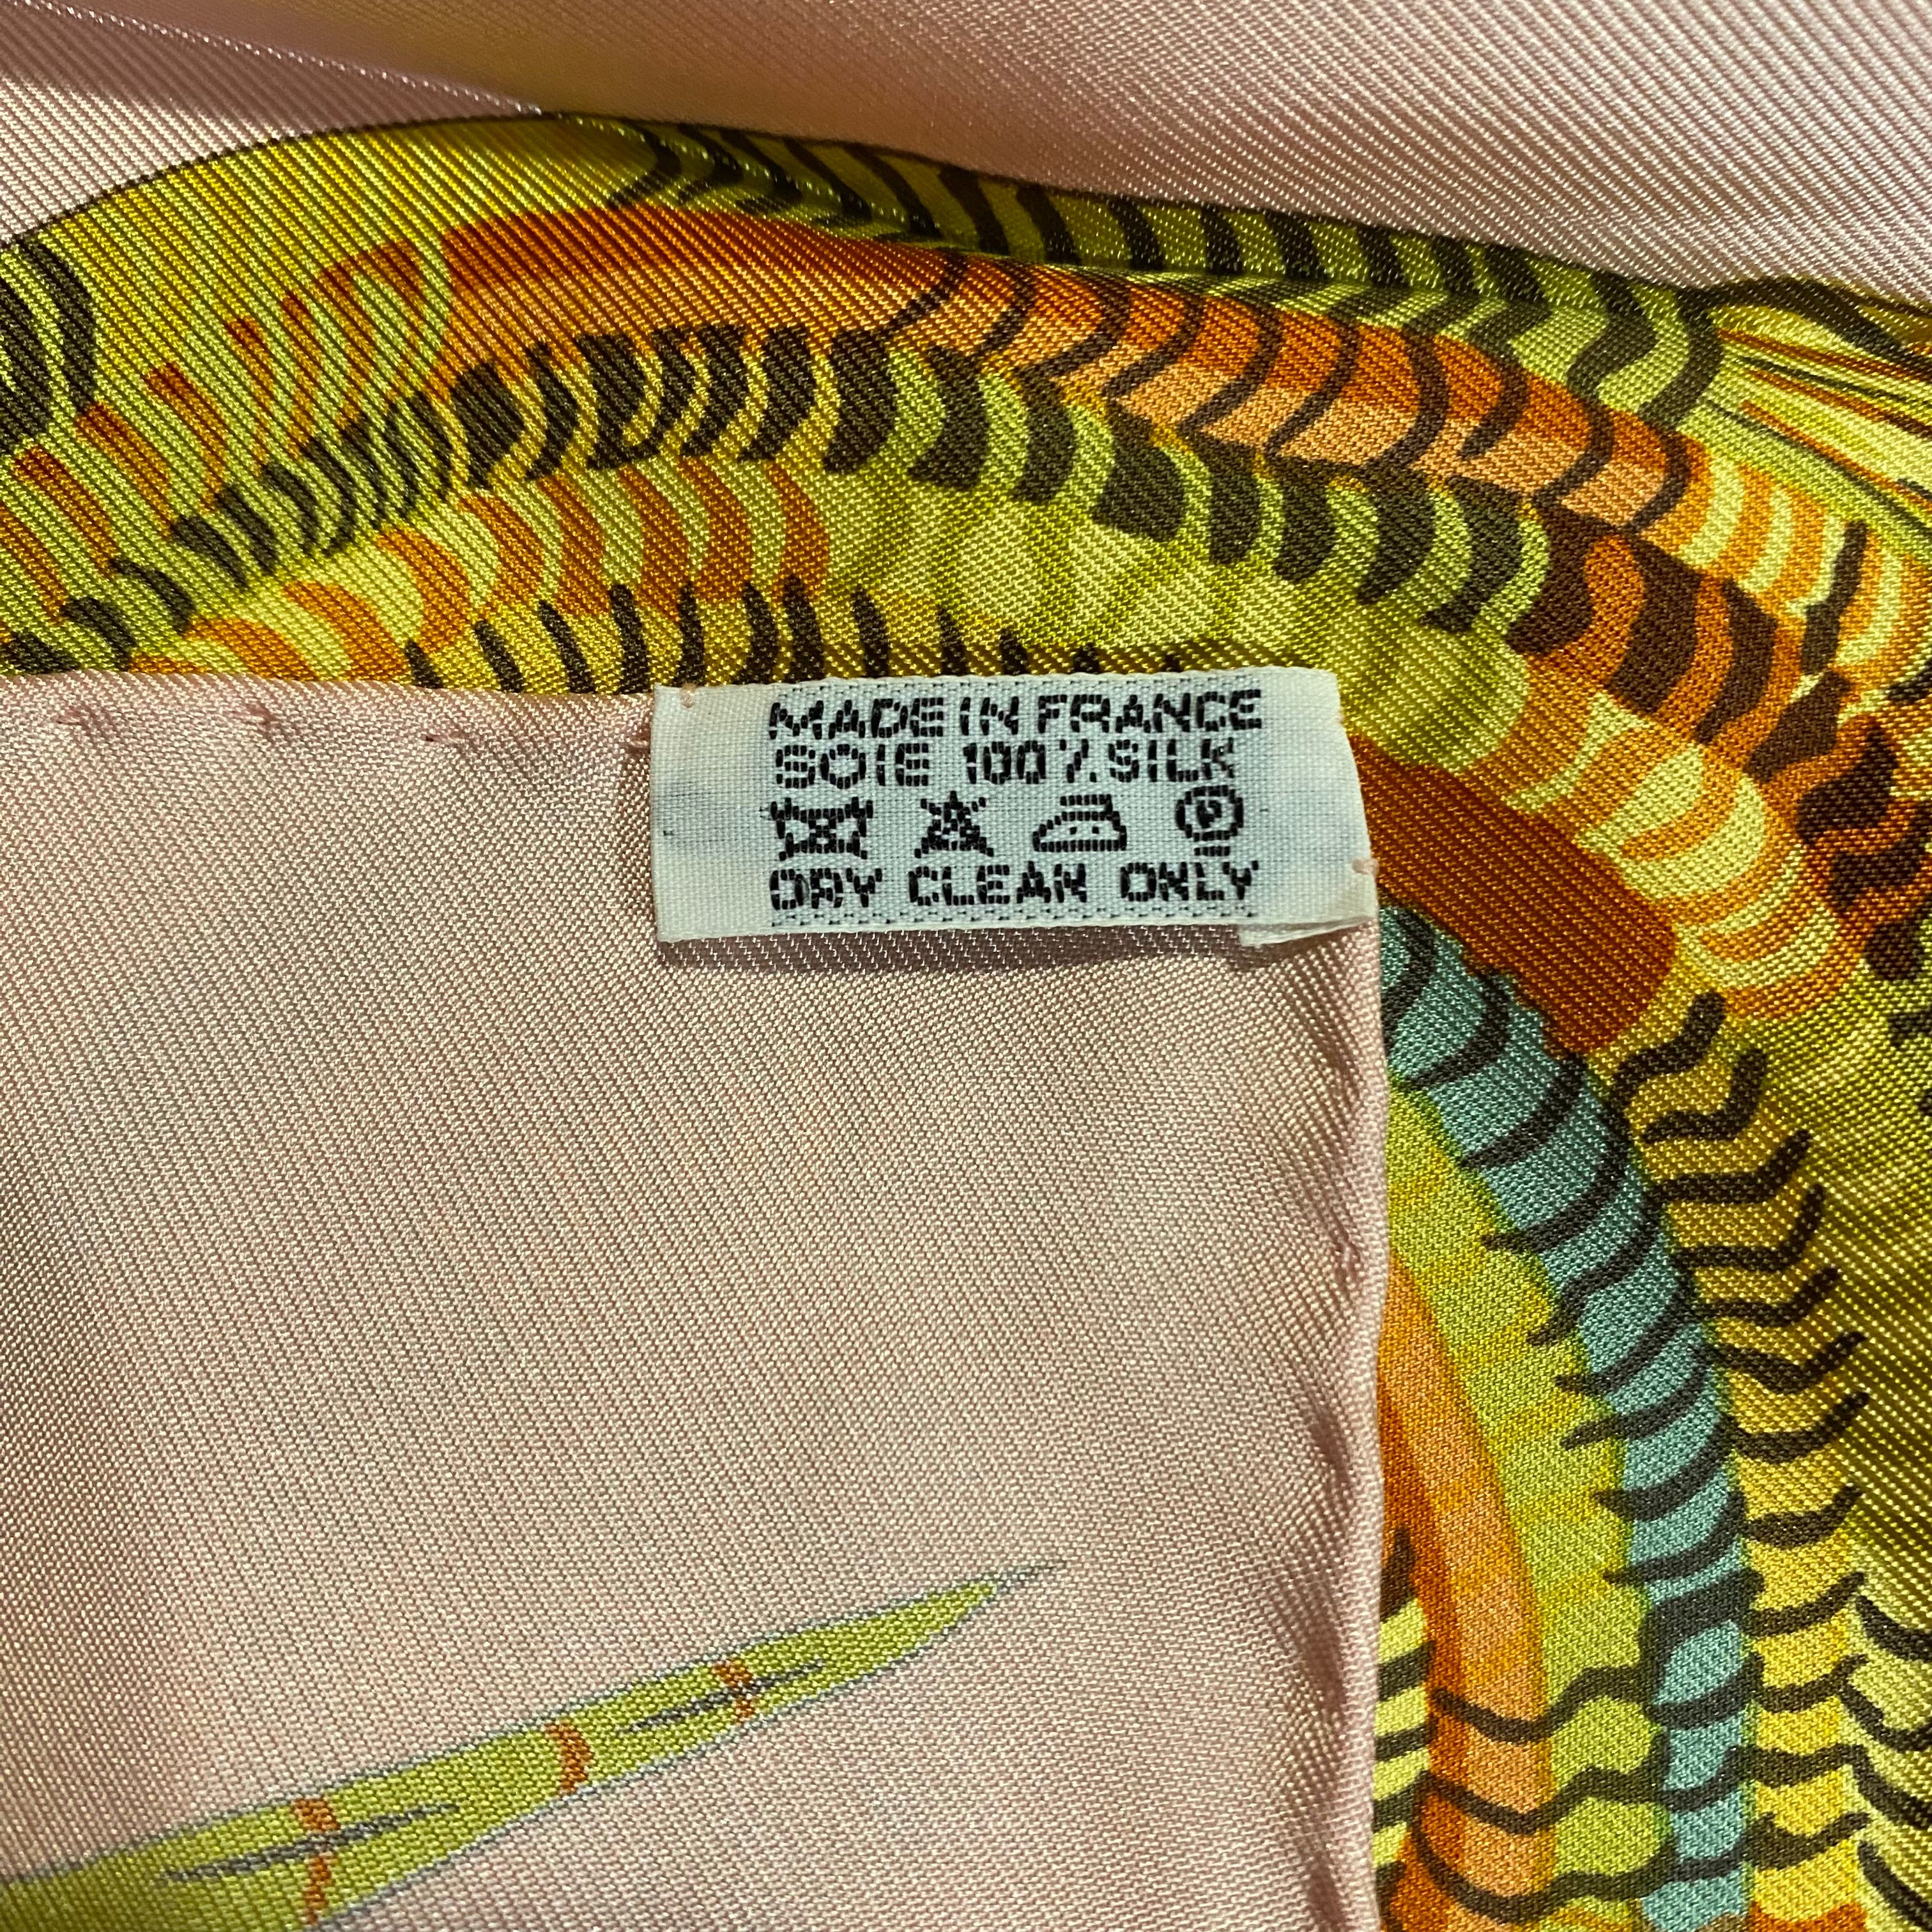 MADE IN FRANCE
SOIE 100% SILK
P
DRY CLEAN ONLY